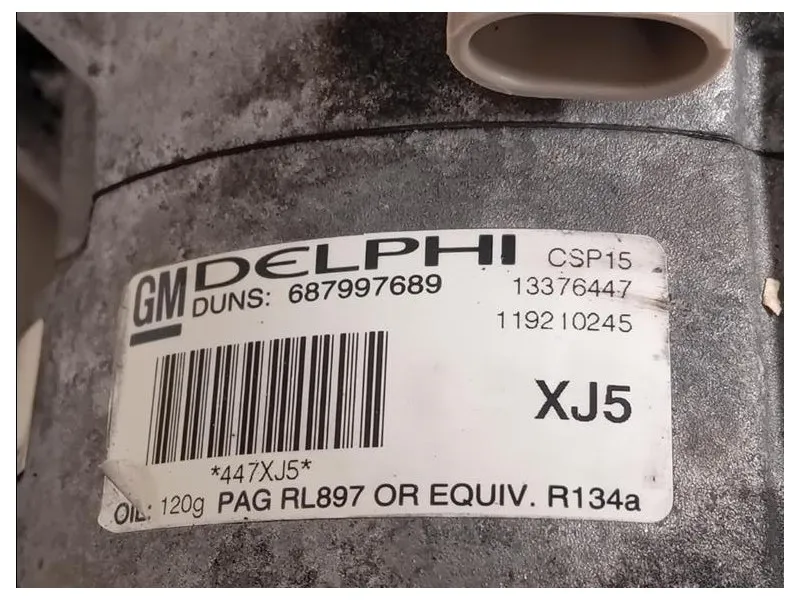 GM DELPHI CSP15
DUNS: 687997689 13376447
119210245
XJ5
*447XJ5*
OIL: 120g PAG RL897 OR EQUIV. R134a